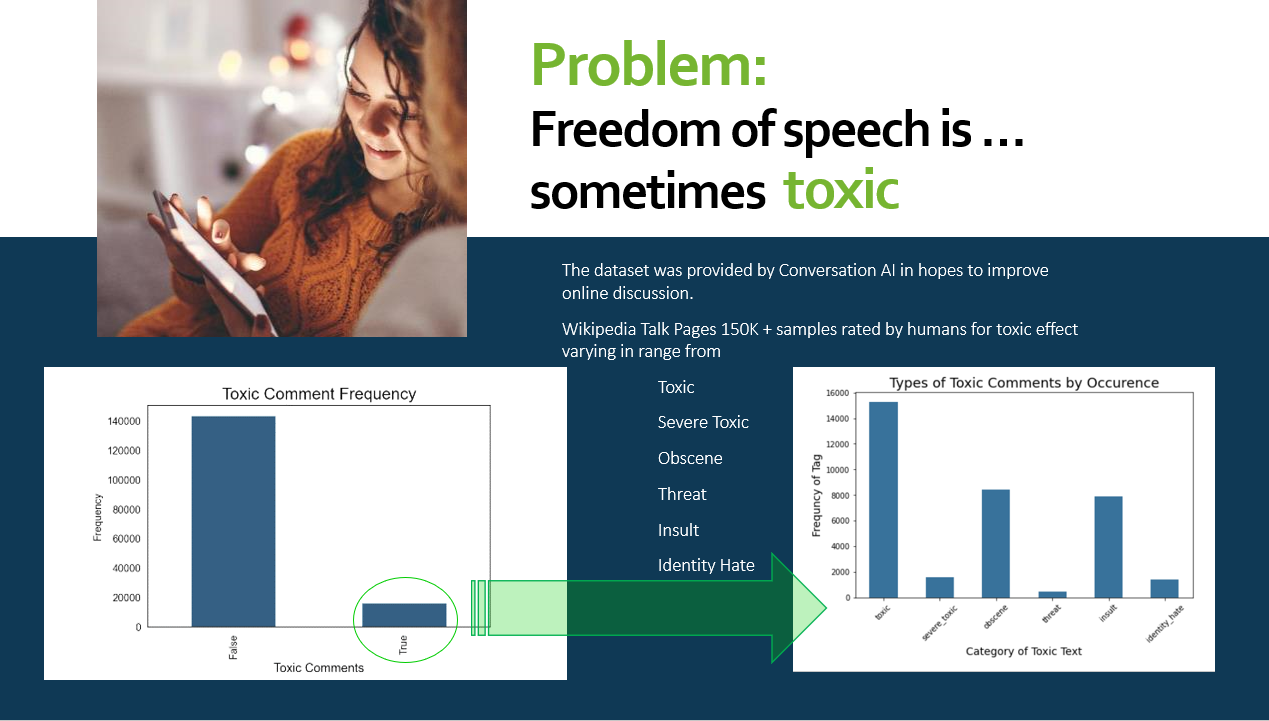 Problem:
Freedom of speech is ...
sometimes toxic
The dataset was provided by Conversation AI in hopes to improve
online discussion.
Wikipedia Talk Pages 150K + samples rated by humans for toxic effect
varying in range from
Toxic
Severe Toxic
Obscene
Threat
Insult
Identity Hate
Toxic Comment Frequency
140000
120000
100000
80000
60000
40000
20000
0
Frequency
False
True
Toxic Comments
Types of Toxic Comments by Occurence
16000
14000
12000
10000
8000
6000
4000
2000
0
Frequncy of Tag
toxic
severe_toxic
obscene
threat
insult
identity_hate
Category of Toxic Text